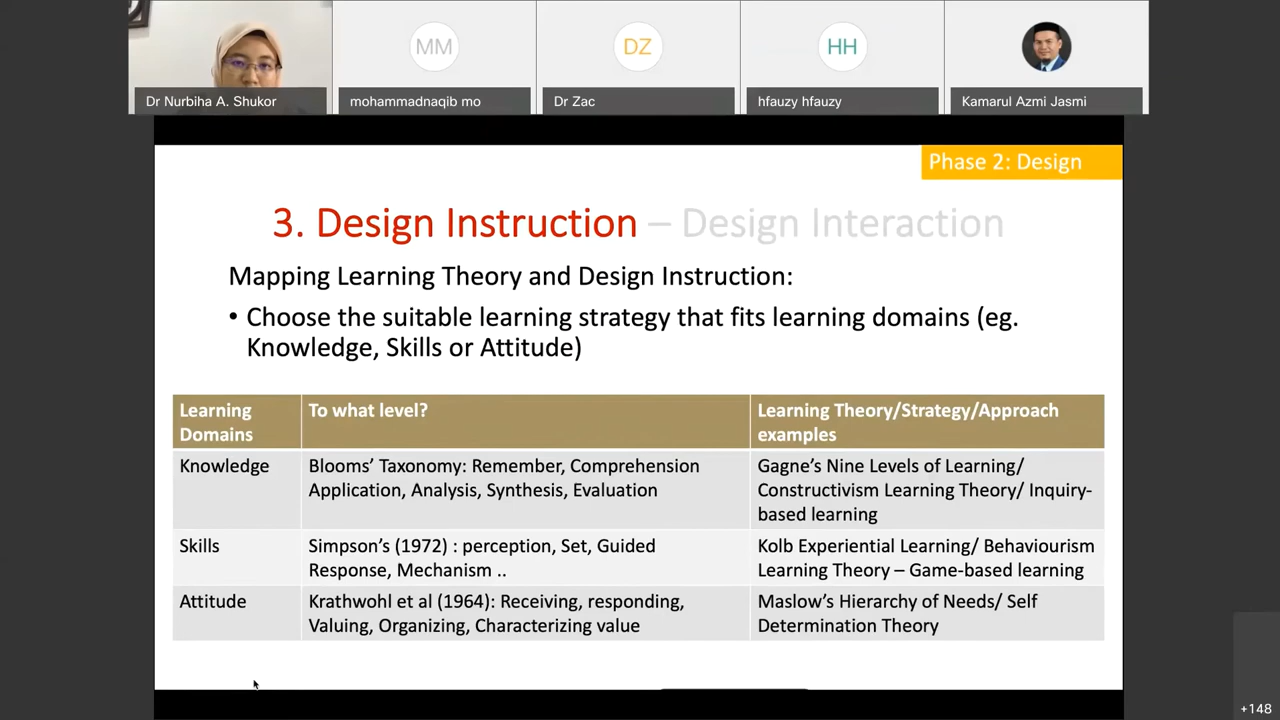 MM
DZ
HH
Dr Nurbiha A. Shukor
mohammadnaqib mo
Dr Zac
hfauzy hfauzy
Kamarul Azmi Jasmi
Phase 2: Design
3. Design Instruction – Design Interaction
Mapping Learning Theory and Design Instruction:
• Choose the suitable learning strategy that fits learning domains (eg.
Knowledge, Skills or Attitude)
Learning
Domains
To what level?
Learning Theory/Strategy/Approach
examples
Knowledge
Blooms’ Taxonomy: Remember, Comprehension
Application, Analysis, Synthesis, Evaluation
Gagne’s Nine Levels of Learning/
Constructivism Learning Theory/ Inquiry-
based learning
Skills
Simpson’s (1972) : perception, Set, Guided
Response, Mechanism ..
Kolb Experiential Learning/ Behaviourism
Learning Theory – Game-based learning
Attitude
Krathwohl et al (1964): Receiving, responding,
Valuing, Organizing, Characterizing value
Maslow’s Hierarchy of Needs/ Self
Determination Theory
+148